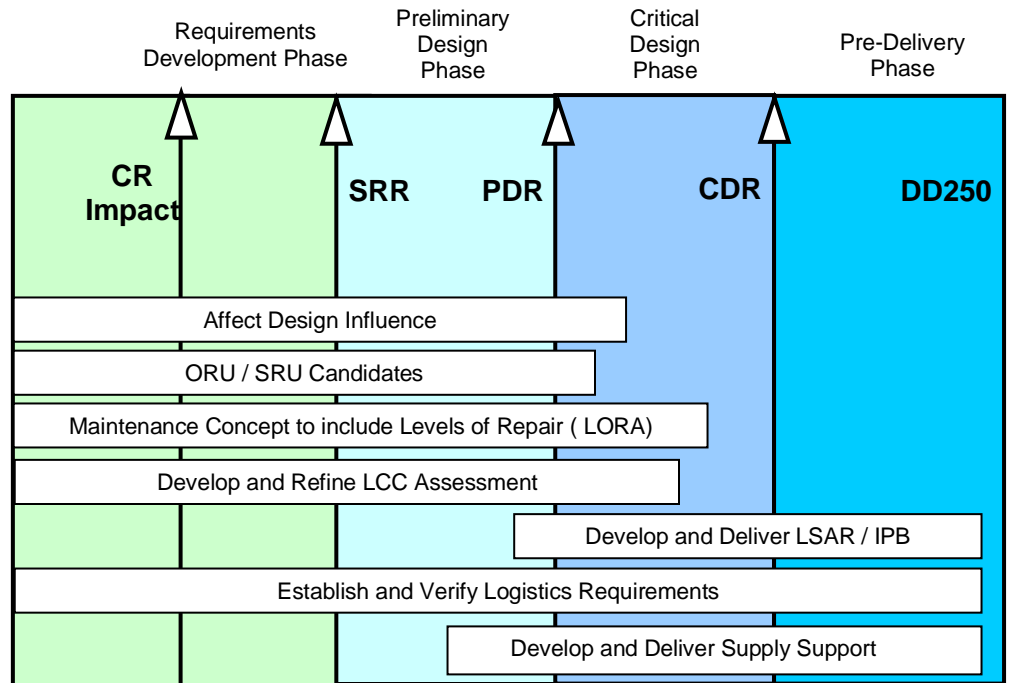 Requirements
Development Phase
Preliminary
Design
Phase
Critical
Design
Phase
Pre-Delivery
Phase
CR
Impact
SRR
PDR
CDR
DD250
Affect Design Influence
ORU / SRU Candidates
Maintenance Concept to include Levels of Repair ( LORA)
Develop and Refine LCC Assessment
Develop and Deliver LSAR / IPB
Establish and Verify Logistics Requirements
Develop and Deliver Supply Support